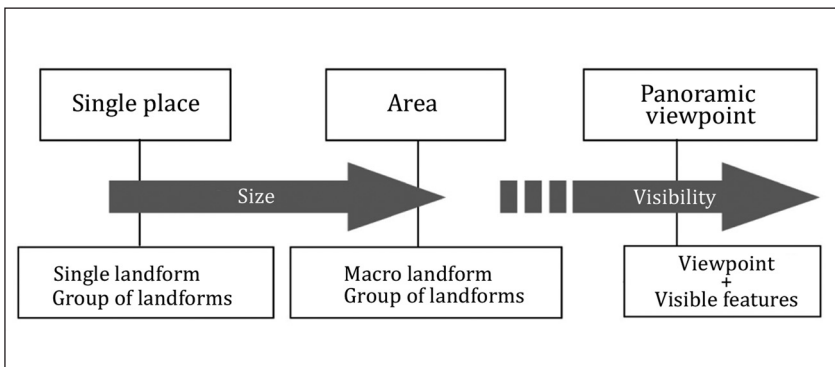 Single place
Area
Panoramic
viewpoint
Size
Visibility
Single landform
Group of landforms
Macro landform
Group of landforms
Viewpoint
+
Visible features